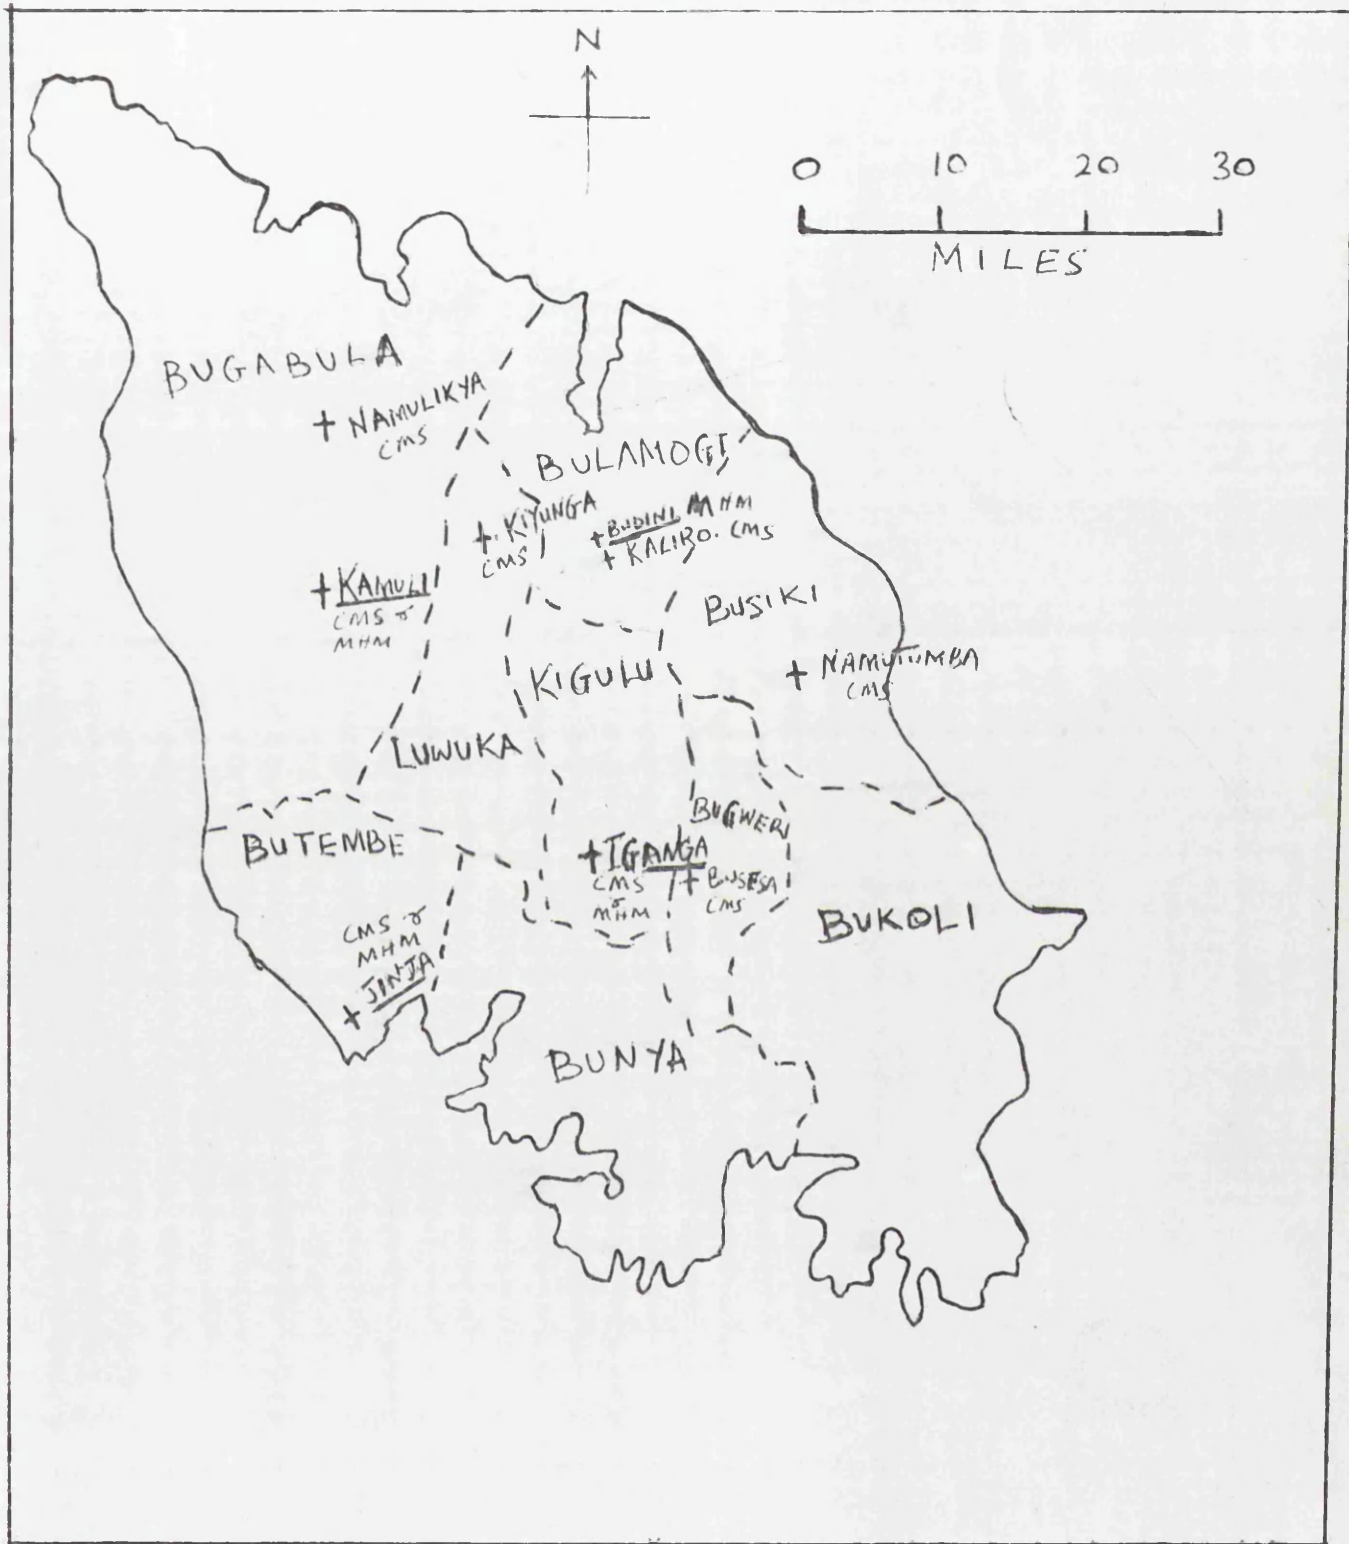 N
0 10 20 30
MILES
BUGABULA
+ NAMULIKYA
CMS
BULAMOGI
+ KIYUNGA
CMS
+ BUDINI MHM
+ KALIRO. CMS
+ KAMULI
CMS &
MHM
BUSIKI
KIGULU
+ NAMUTUMBA
CMS
LUWUKA
BUGWERI
BUTEMBE
+ IGANGA
CMS
&
MHM
+ BUSESA
CMS
BUKOLI
CMS &
MHM
+ JINJA
BUNYA